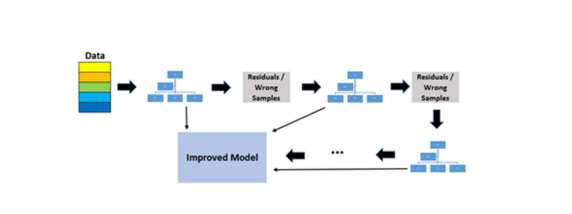 Data
Residuals /
Wrong
Samples
Residuals /
Wrong
Samples
Improved Model
...